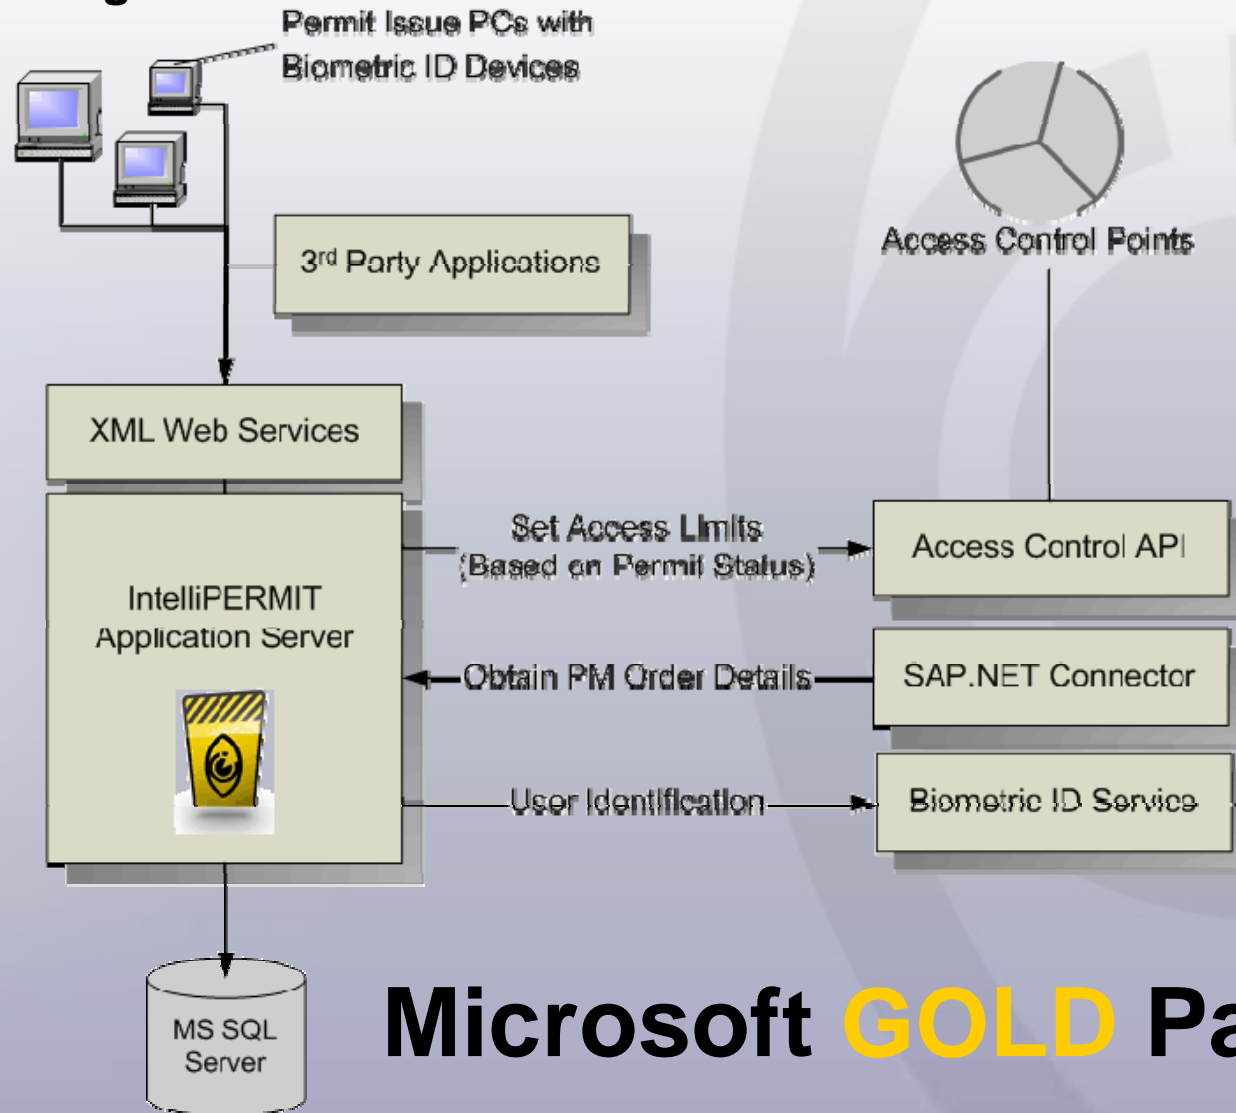 Permit Issue PCs with
Biometric ID Devices
3rd Party Applications
Access Control Points
XML Web Services
Set Access Limits
(Based on Permit Status)
Access Control API
IntelliPERMIT
Application Server
Obtain PM Order Details
SAP.NET Connector
User Identification
Biometric ID Service
MS SQL
Server
Microsoft GOLD Pa